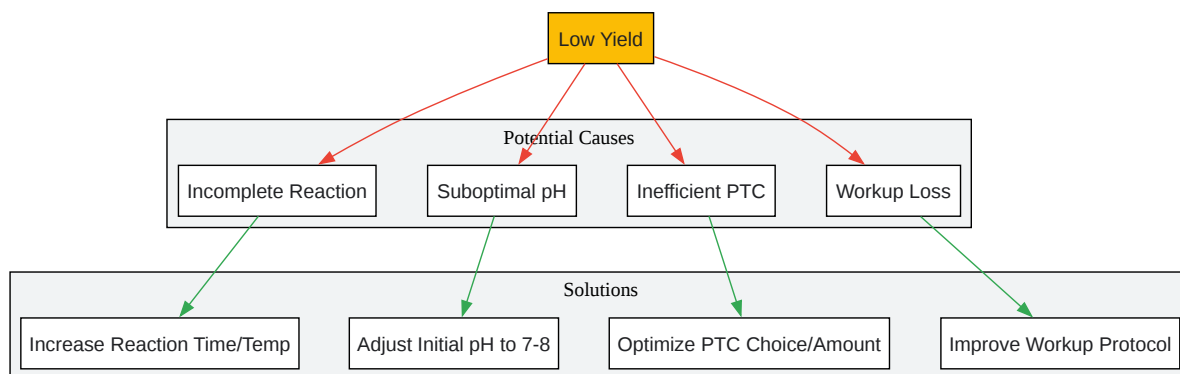 Low Yield
Potential Causes
Incomplete Reaction
Suboptimal pH
Inefficient PTC
Workup Loss
Solutions
Increase Reaction Time/Temp
Adjust Initial pH to 7-8
Optimize PTC Choice/Amount
Improve Workup Protocol